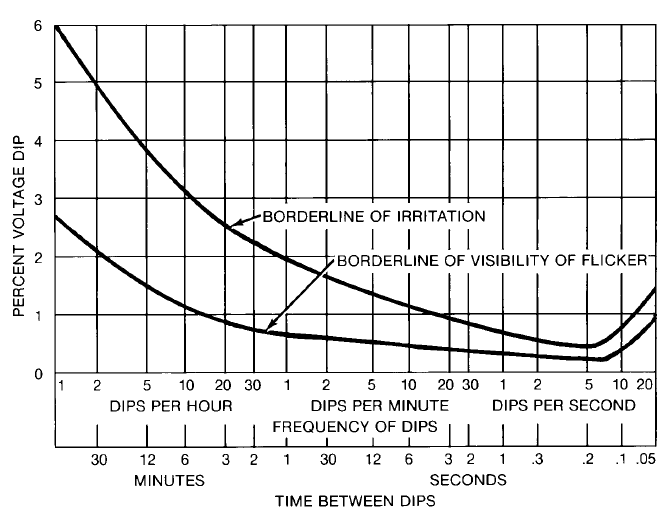 6
5
4
3
2
1
0
PERCENT VOLTAGE DIP
BORDERLINE OF IRRITATION
BORDERLINE OF VISIBILITY OF FLICKER
1 2 5 10 20 30 1 2 5 10 20 30 1 2 5 10 20
DIPS PER HOUR DIPS PER MINUTE DIPS PER SECOND
FREQUENCY OF DIPS
30 12 6 3 2 1 30 12 6 3 2 1 .3 .2 .1 .05
MINUTES SECONDS
TIME BETWEEN DIPS